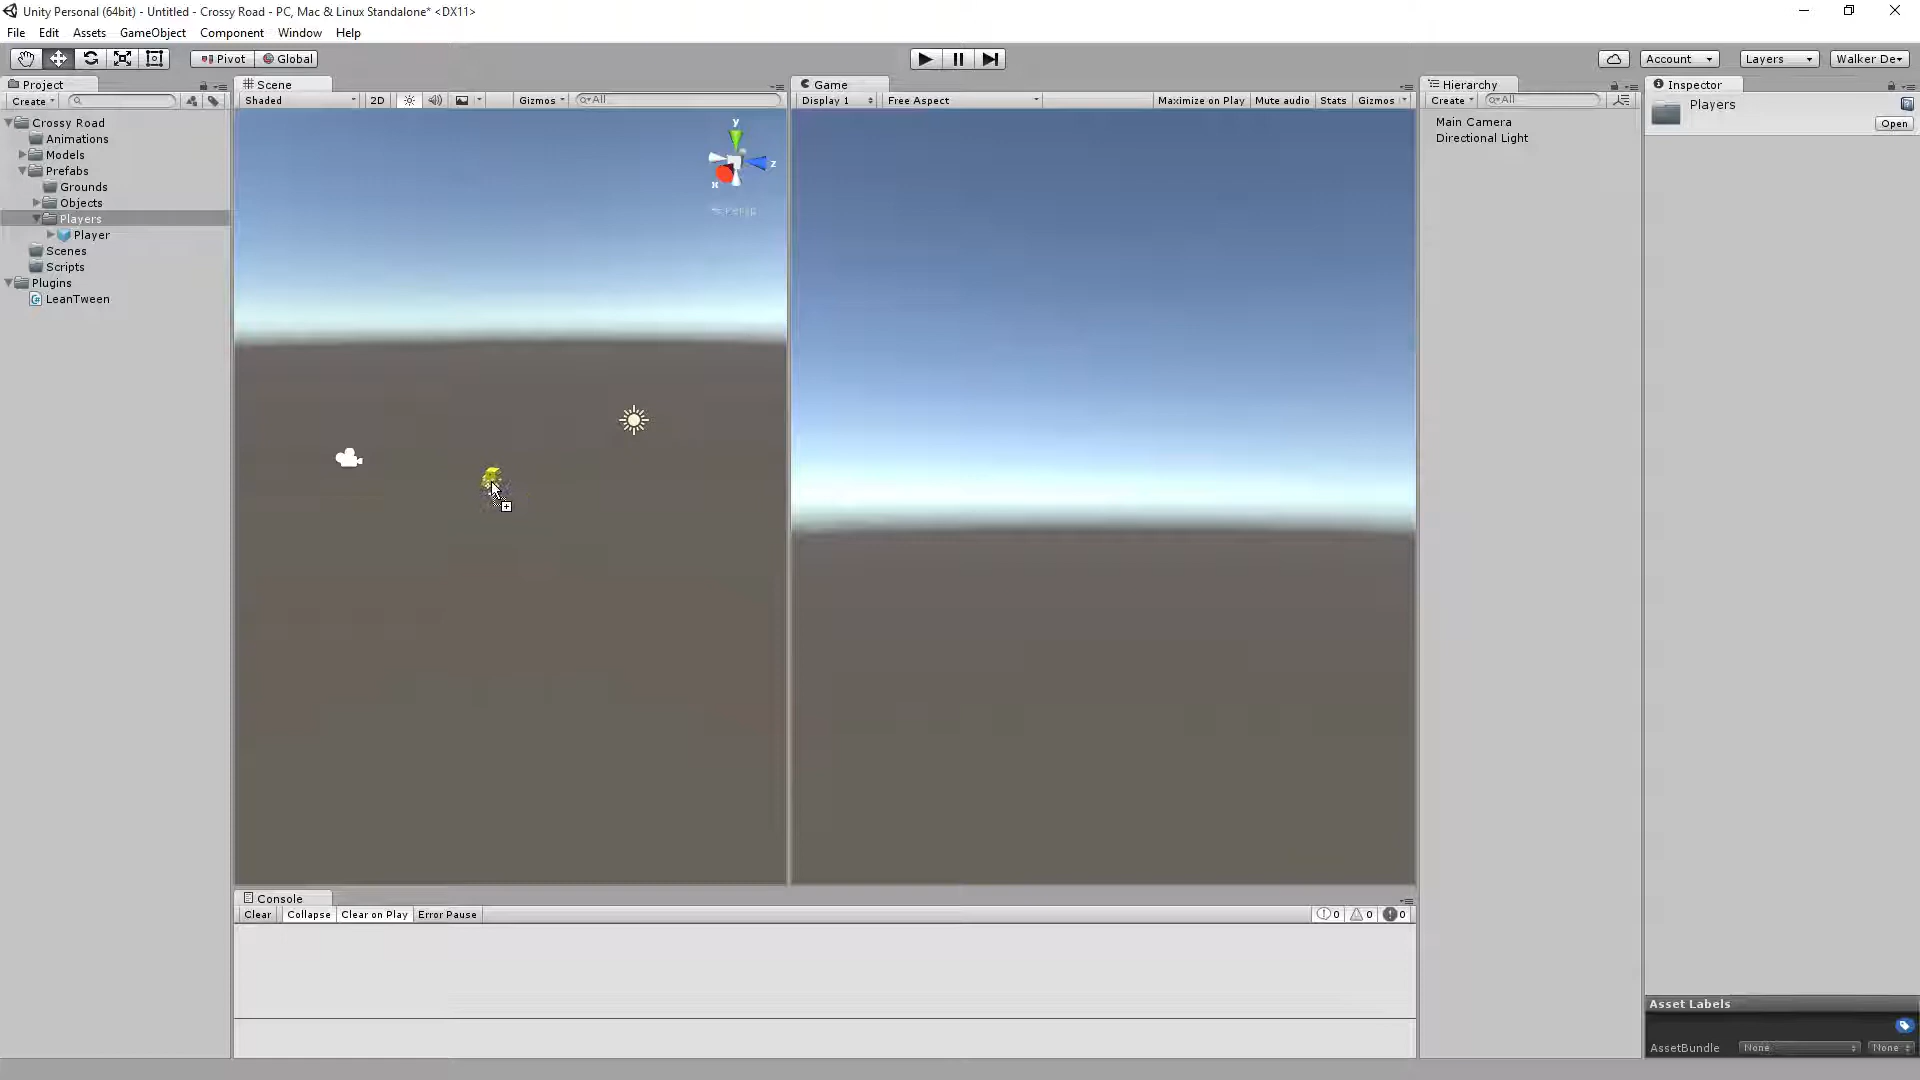 Unity Personal (64bit) - Untitled - Crossy Road - PC, Mac & Linux Standalone* <DX11>
File Edit Assets GameObject Component Window Help
Pivot Global Account Layers Walker De
Project Scene Game Hierarchy Inspector
Create Shaded 2D Gizmos All Display 1 Free Aspect Maximize on Play Mute audio Stats Gizmos Create All
Players
Open
Crossy Road
Animations
Models
Prefabs
Grounds
Objects
Players
Player
Scenes
Scripts
Plugins
LeanTween
y
z
x
Persp
Main Camera
Directional Light
Console
Clear Collapse Clear on Play Error Pause 0 0 0
Asset Labels
AssetBundle None None